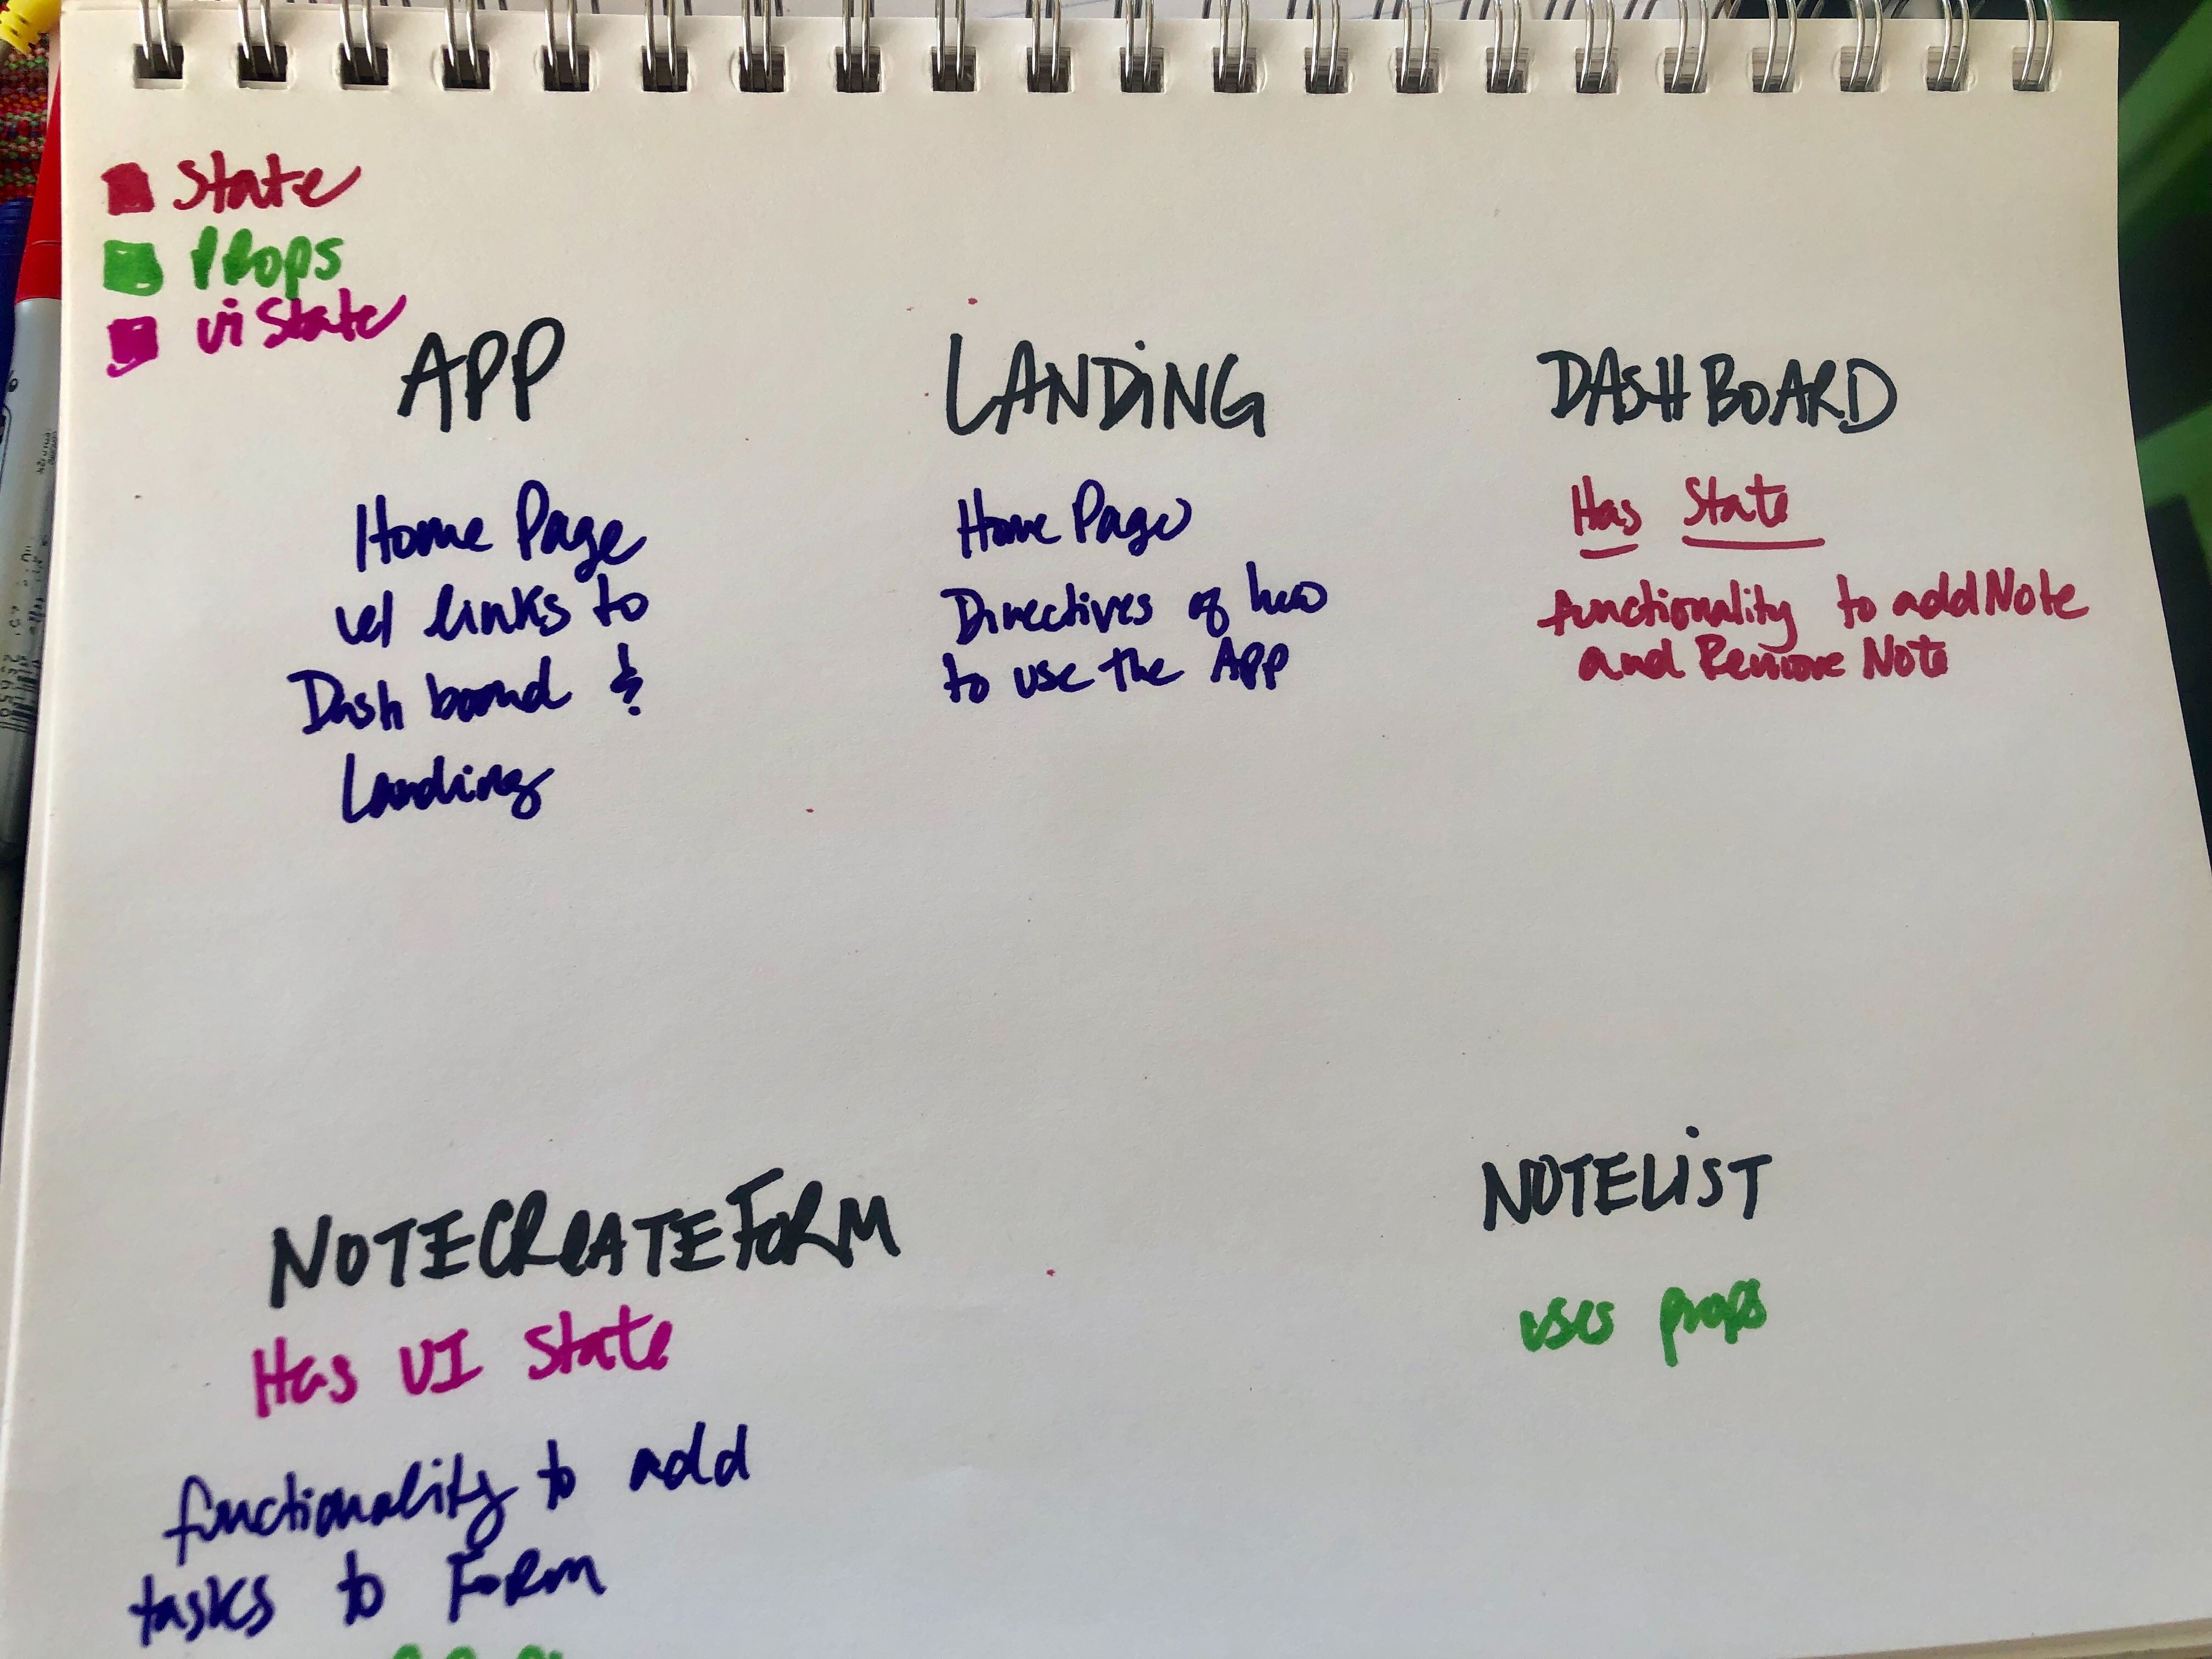 State
Props
ui State
APP
Home Page
w/ links to
Dash board &
Landing
LANDiNG
Home Page
Directives of how
to use the App
DASHBOARD
Has State
functionality to add Note
and Remove Note
NOTECREATEFORM
Has UI State
functionality to add
tasks to Form
NOTELiST
uses props